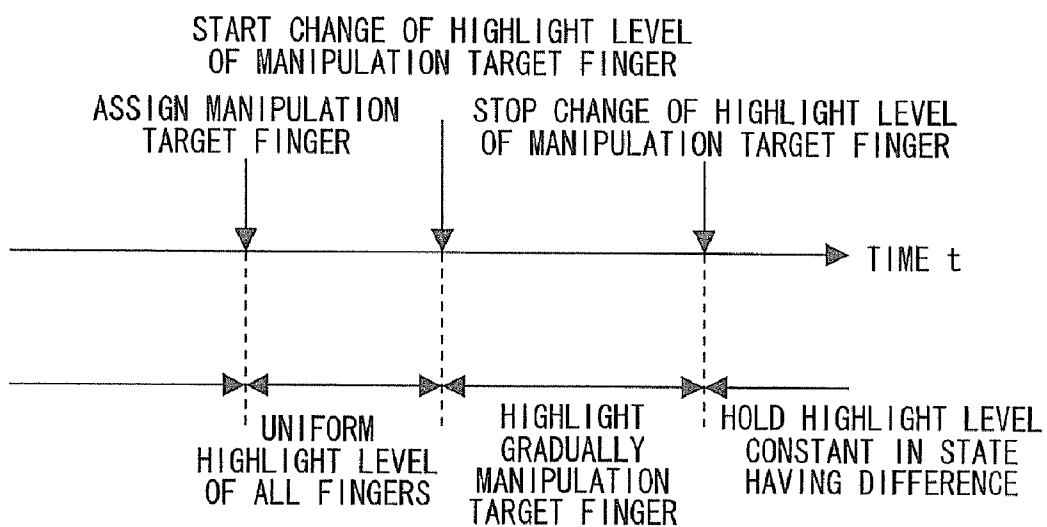 START CHANGE OF HIGHLIGHT LEVEL
OF MANIPULATION TARGET FINGER
ASSIGN MANIPULATION
TARGET FINGER
STOP CHANGE OF HIGHLIGHT LEVEL
OF MANIPULATION TARGET FINGER
TIME t
UNIFORM
HIGHLIGHT LEVEL
OF ALL FINGERS
HIGHLIGHT
GRADUALLY
MANIPULATION
TARGET FINGER
HOLD HIGHLIGHT LEVEL
CONSTANT IN STATE
HAVING DIFFERENCE